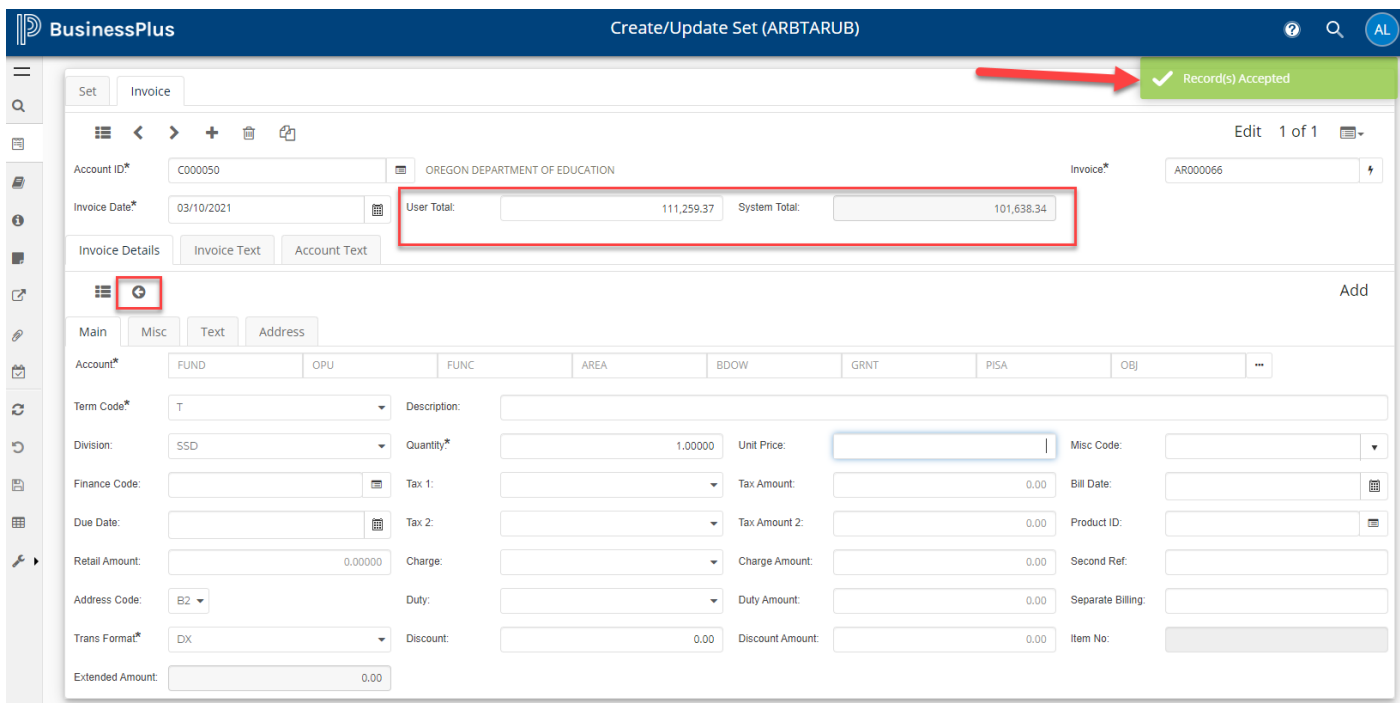 BusinessPlus
Create/Update Set (ARBTARUB)
AL
Record(s) Accepted
Set Invoice
Edit 1 of 1
Account ID:* C000050 OREGON DEPARTMENT OF EDUCATION Invoice:* AR000066
Invoice Date:* 03/10/2021 User Total: 111,259.37 System Total: 101,638.34
Invoice Details Invoice Text Account Text
Add
Main Misc Text Address
Account:* FUND OPU FUNC AREA BDOW GRNT PISA OBJ ...
Term Code:* T Description:
Division: SSD Quantity:* 1.00000 Unit Price: Misc Code:
Finance Code: Tax 1: Tax Amount: 0.00 Bill Date:
Due Date: Tax 2: Tax Amount 2: 0.00 Product ID:
Retail Amount: 0.00000 Charge: Charge Amount: 0.00 Second Ref:
Address Code: B2 Duty: Duty Amount: 0.00 Separate Billing:
Trans Format:* DX Discount: 0.00 Discount Amount: 0.00 Item No:
Extended Amount: 0.00